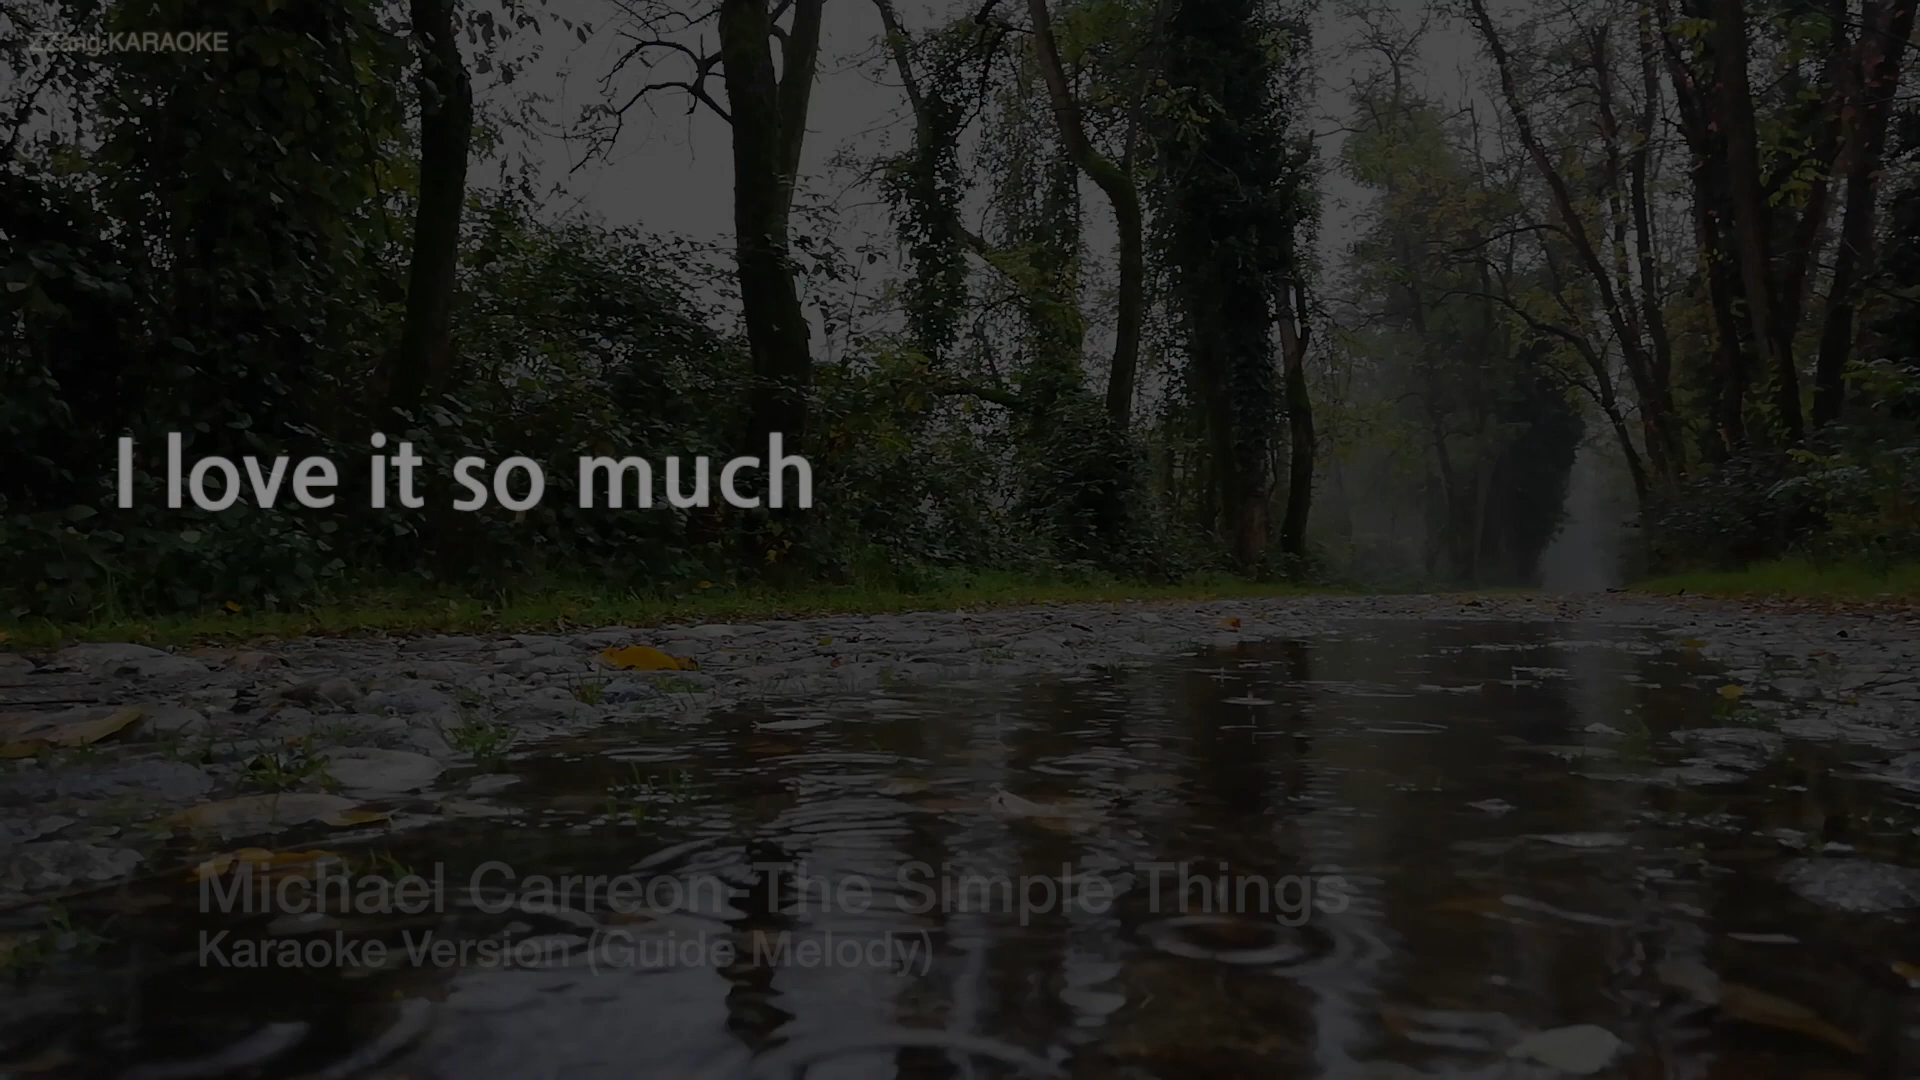 ZZang KARAOKE
I love it so much
Michael Carreon-The Simple Things
Karaoke Version (Guide Melody)